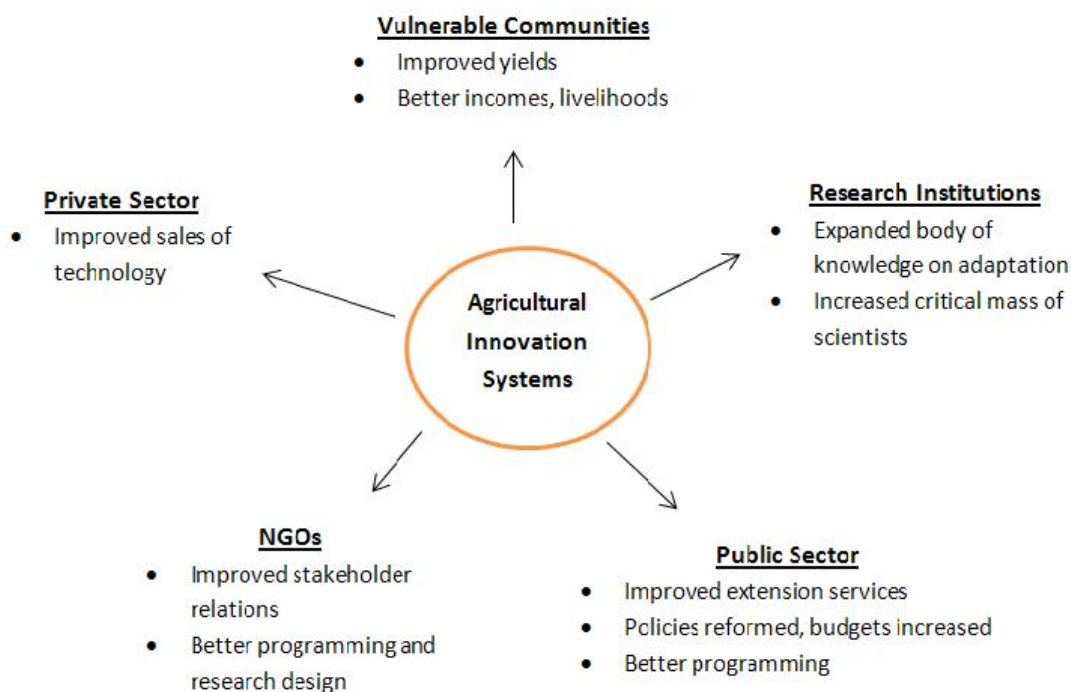 Vulnerable Communities
• Improved yields
• Better incomes, livelihoods
Private Sector
• Improved sales of
technology
Research Institutions
• Expanded body of
knowledge on adaptation
• Increased critical mass of
scientists
Agricultural
Innovation
Systems
NGOs
• Improved stakeholder
relations
• Better programming and
research design
Public Sector
• Improved extension services
• Policies reformed, budgets increased
• Better programming